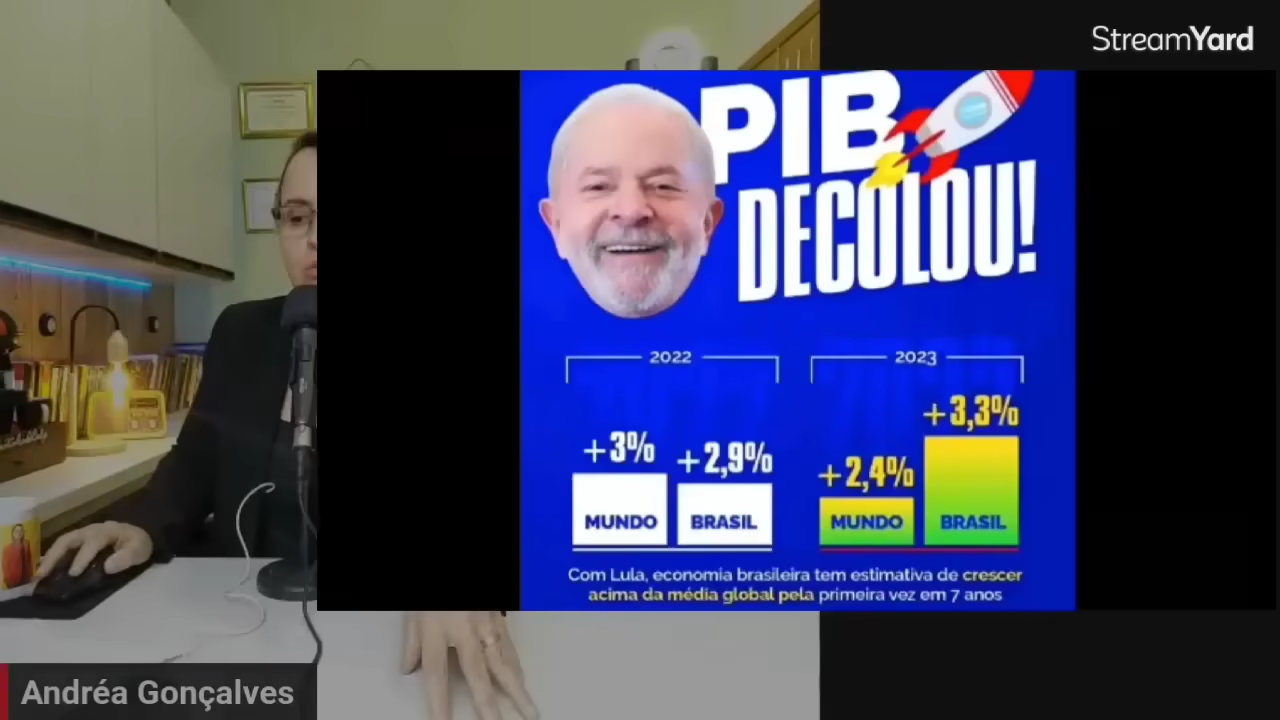 StreamYard
PIB
DECOLOU!
2022
2023
+3%
+2,9%
+2,4%
+3,3%
MUNDO
BRASIL
MUNDO
BRASIL
Com Lula, economia brasileira tem estimativa de crescer
acima da média global pela primeira vez em 7 anos
Andréa Gonçalves